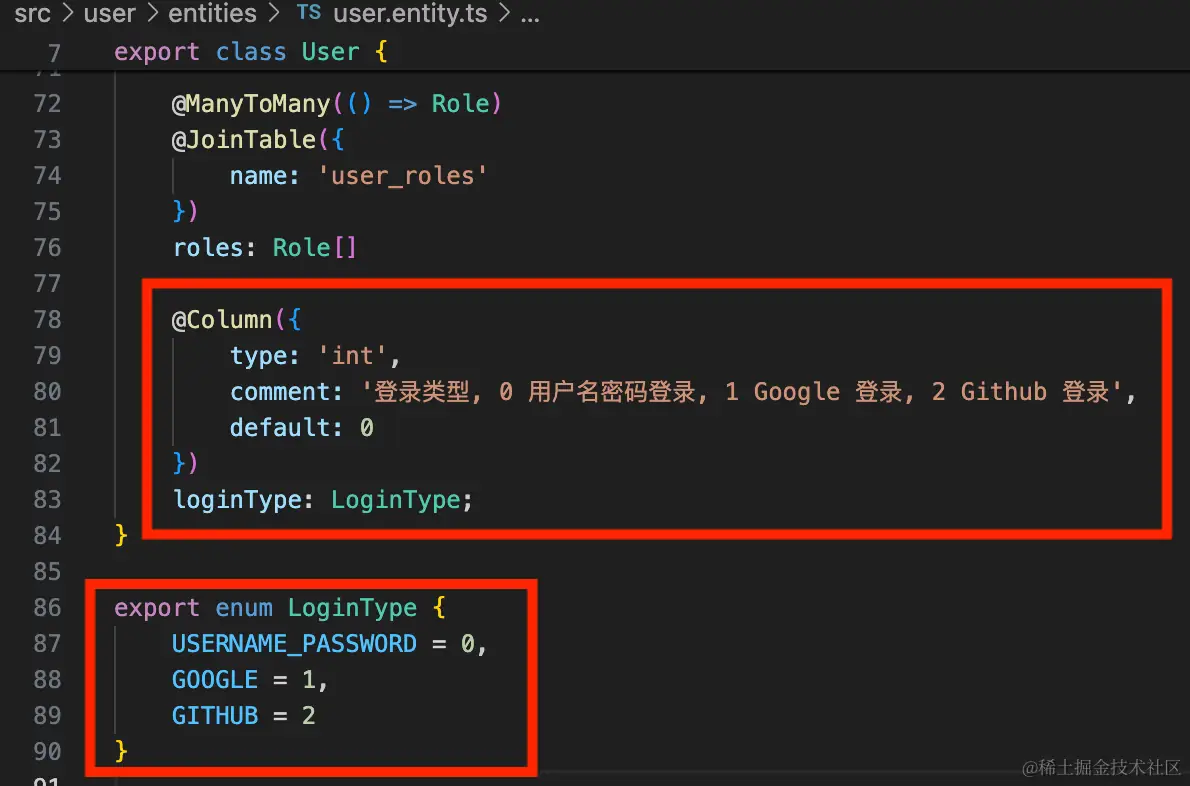 src > user > entities > TS user.entity.ts > ...
7 export class User {
71
72 @ManyToMany(() => Role)
73 @JoinTable({
74 name: 'user_roles'
75 })
76 roles: Role[]
77
78 @Column({
79 type: 'int',
80 comment: '登录类型, 0 用户名密码登录, 1 Google 登录, 2 Github 登录',
81 default: 0
82 })
83 loginType: LoginType;
84 }
85
86 export enum LoginType {
87 USERNAME_PASSWORD = 0,
88 GOOGLE = 1,
89 GITHUB = 2
90 }
91
@稀土掘金技术社区